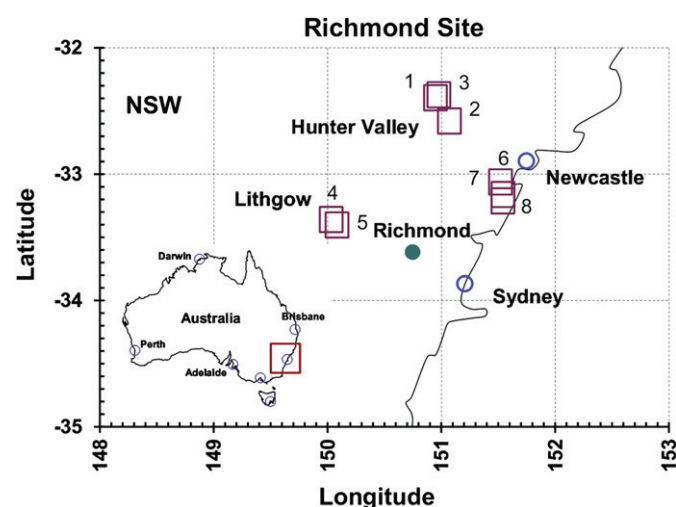 Richmond Site
-32
1 3
NSW
2
Hunter Valley
6
-33
7
Newcastle
4
8
Lithgow
5
Richmond
Latitude
Darwin
-34
Sydney
Australia
Brisbane
Perth
Adelaide
-35
148 149 150 151 152 153
Longitude